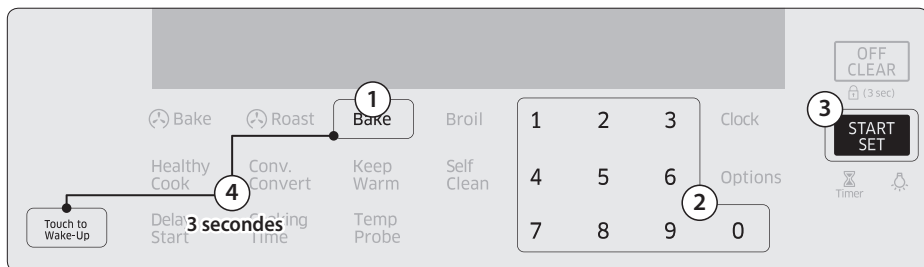 OFF
CLEAR
(3 sec)
1
3
Bake
Roast
Bake
Broil
1 2 3
Clock
START
SET
Healthy
Cook
Conv.
Convert
Keep
Warm
Self
Clean
4 5 6
Options
Timer
4
2
Touch to
Wake-Up
Delay
Start
3 secondes
Cooking
Time
Temp
Probe
7 8 9 0